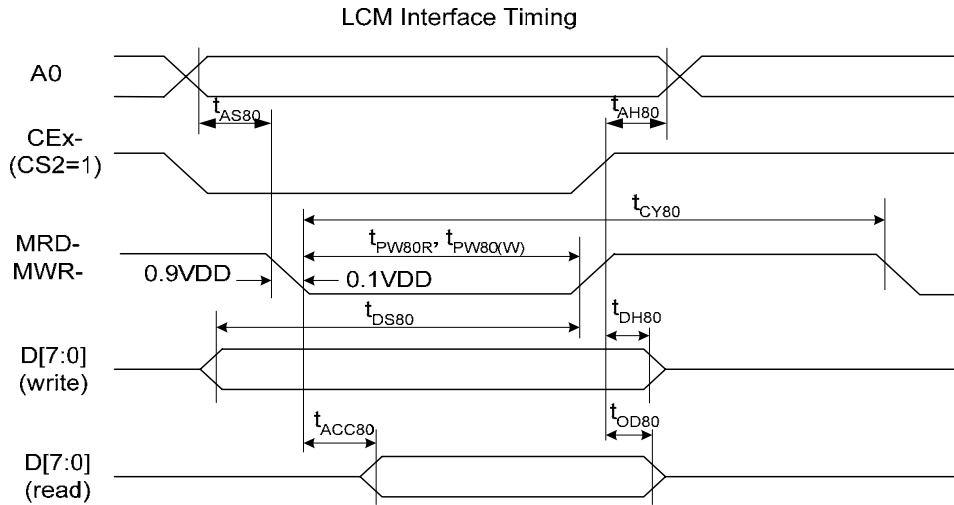 LCM Interface Timing
A0
tAS80
tAH80
CEx-
(CS2=1)
tCY80
MRD-
MWR-
tPW80R, tPW80(W)
0.9VDD
0.1VDD
tDS80
tDH80
D[7:0]
(write)
tACC80
tOD80
D[7:0]
(read)